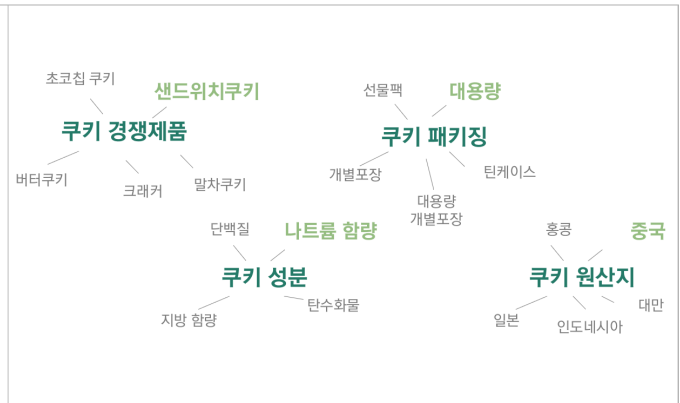 초코칩 쿠키
샌드위치쿠키
쿠키 경쟁제품
버터쿠키
크래커
말차쿠키
선물팩
대용량
쿠키 패키징
개별포장
틴케이스
대용량
개별포장
단백질
나트륨 함량
쿠키 성분
지방 함량
탄수화물
홍콩
중국
쿠키 원산지
일본
인도네시아
대만